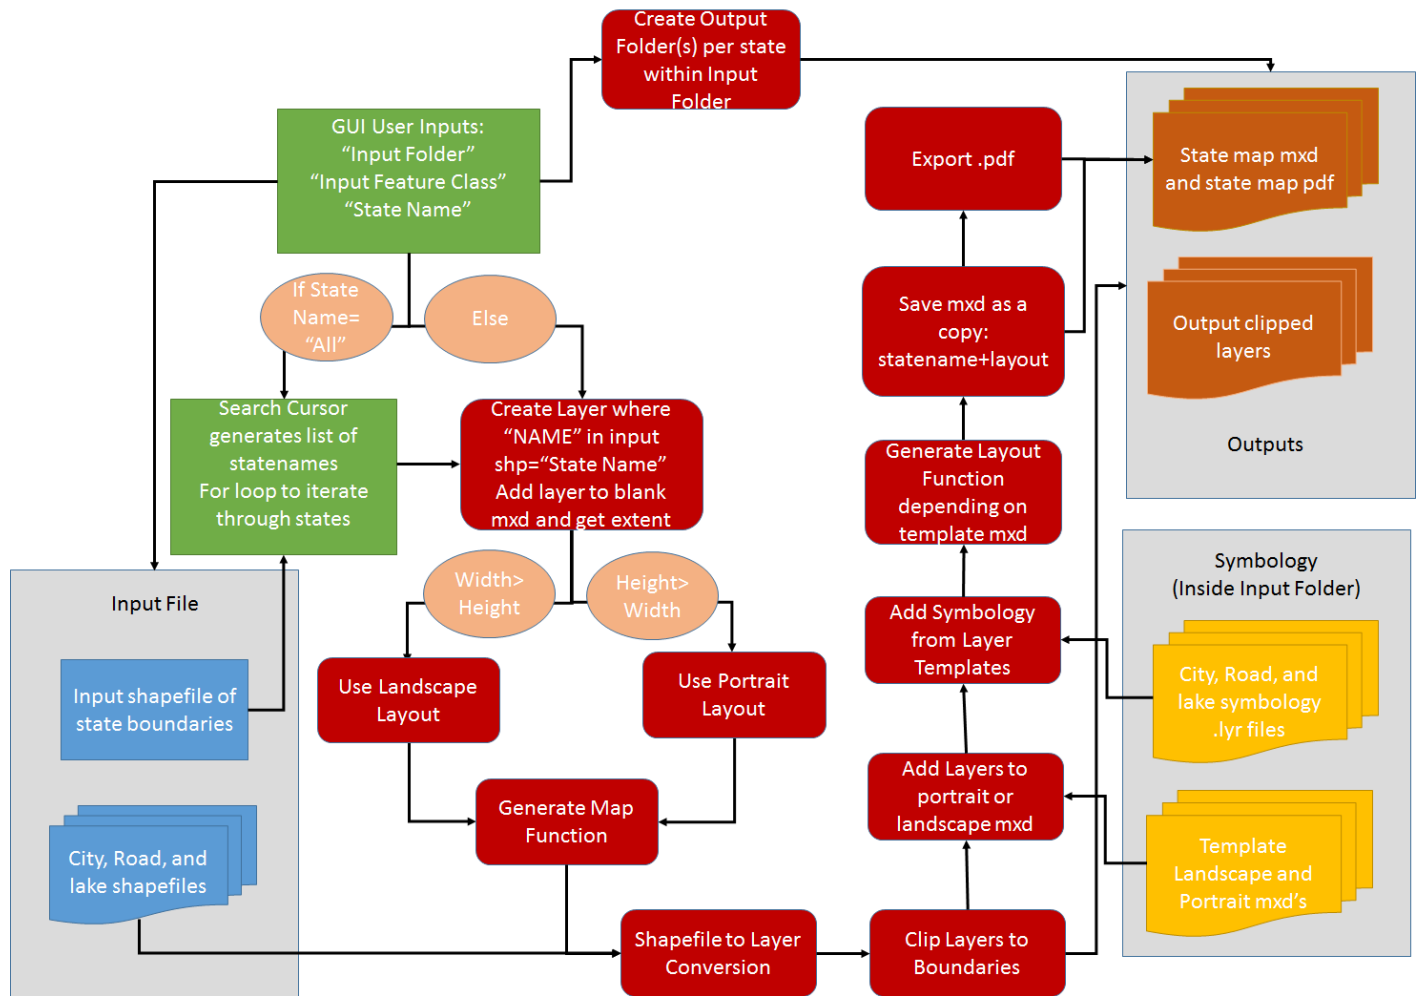 Create Output
Folder(s) per state
within Input
Folder
GUI User Inputs:
“Input Folder”
“Input Feature Class”
“State Name”
If State
Name=
“All”
Else
Search Cursor
generates list of
statenames
For loop to iterate
through states
Create Layer where
“NAME” in input
shp=“State Name”
Add layer to blank
mxd and get extent
Width>
Height
Height>
Width
Use Landscape
Layout
Use Portrait
Layout
Generate Map
Function
Input File
Input shapefile of
state boundaries
City, Road, and
lake shapefiles
Shapefile to Layer
Conversion
Clip Layers to
Boundaries
Add Layers to
portrait or
landscape mxd
Add Symbology
from Layer
Templates
Generate Layout
Function
depending on
template mxd
Save mxd as a
copy:
statename+layout
Export .pdf
State map mxd
and state map pdf
Output clipped
layers
Outputs
Symbology
(Inside Input Folder)
City, Road, and
lake symbology
.lyr files
Template
Landscape and
Portrait mxd’s